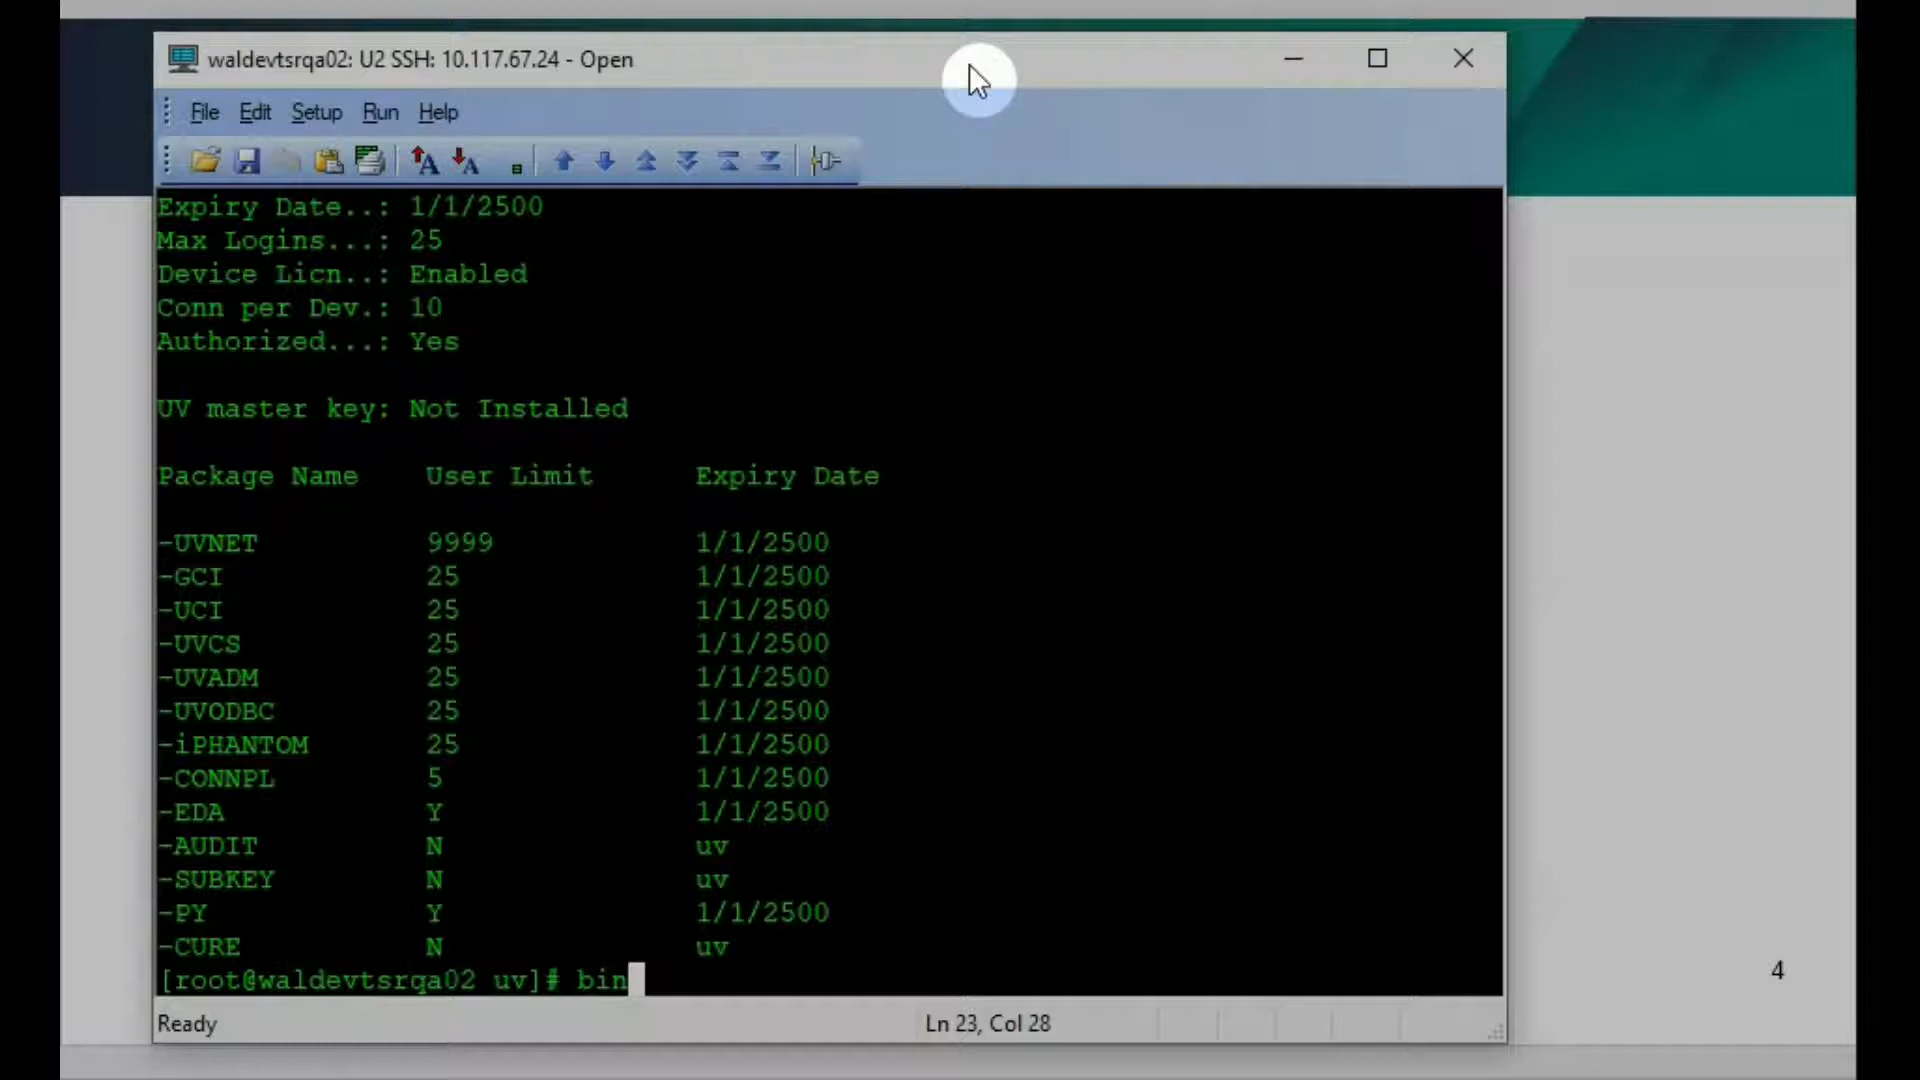 waldevtsrqa02: U2 SSH: 10.117.67.24 - Open
File Edit Setup Run Help
Expiry Date..: 1/1/2500
Max Logins...: 25
Device Licn..: Enabled
Conn per Dev.: 10
Authorized...: Yes
UV master key: Not Installed
Package Name User Limit Expiry Date
-UVNET 9999 1/1/2500
-GCI 25 1/1/2500
-UCI 25 1/1/2500
-UVCS 25 1/1/2500
-UVADM 25 1/1/2500
-UVODBC 25 1/1/2500
-iPHANTOM 25 1/1/2500
-CONNPL 5 1/1/2500
-EDA Y 1/1/2500
-AUDIT N uv
-SUBKEY N uv
-PY Y 1/1/2500
-CURE N uv
[root@waldevtsrqa02 uv]# bin
4
Ready Ln 23, Col 28